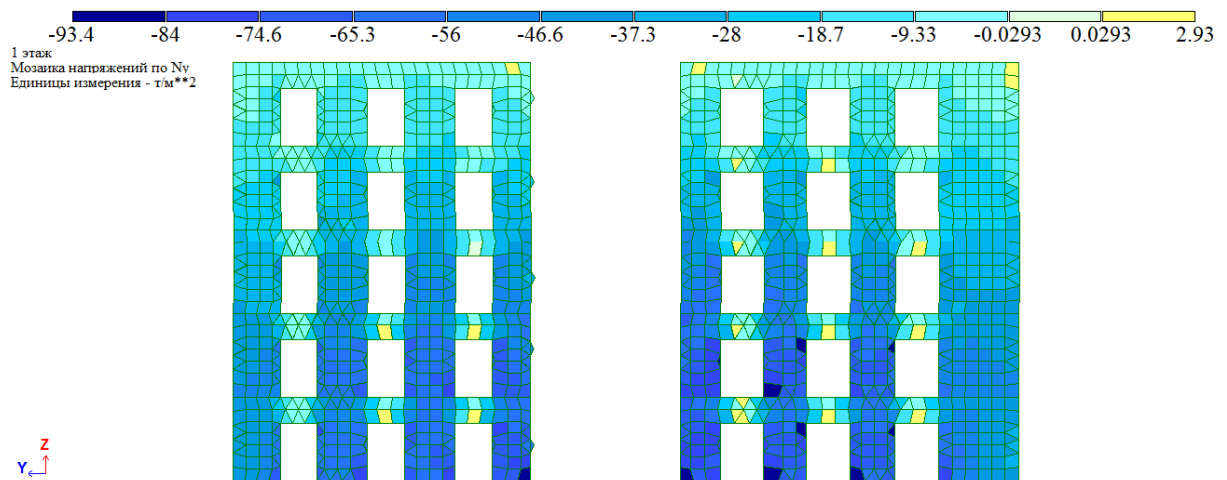 -93.4 -84 -74.6 -65.3 -56 -46.6 -37.3 -28 -18.7 -9.33 -0.0293 0.0293 2.93
1 этаж
Мозаика напряжений по Ny
Единицы измерения - т/м**2
Z
Y